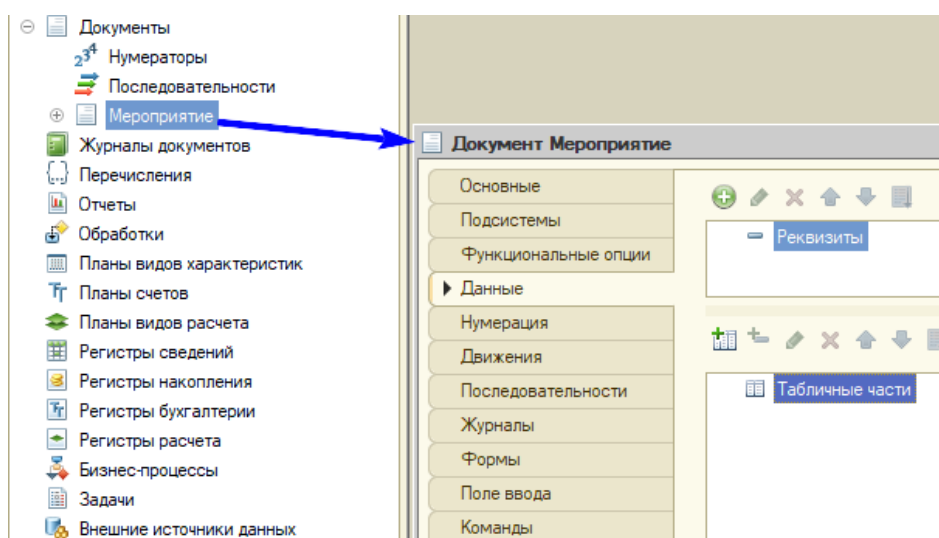 Документы
Нумераторы
Последовательности
Мероприятие
Журналы документов
Перечисления
Отчеты
Обработки
Планы видов характеристик
Планы счетов
Планы видов расчета
Регистры сведений
Регистры накопления
Регистры бухгалтерии
Регистры расчета
Бизнес-процессы
Задачи
Внешние источники данных
Документ Мероприятие
Основные
Подсистемы
Функциональные опции
Данные
Нумерация
Движения
Последовательности
Журналы
Формы
Поле ввода
Команды
Реквизиты
Табличные части